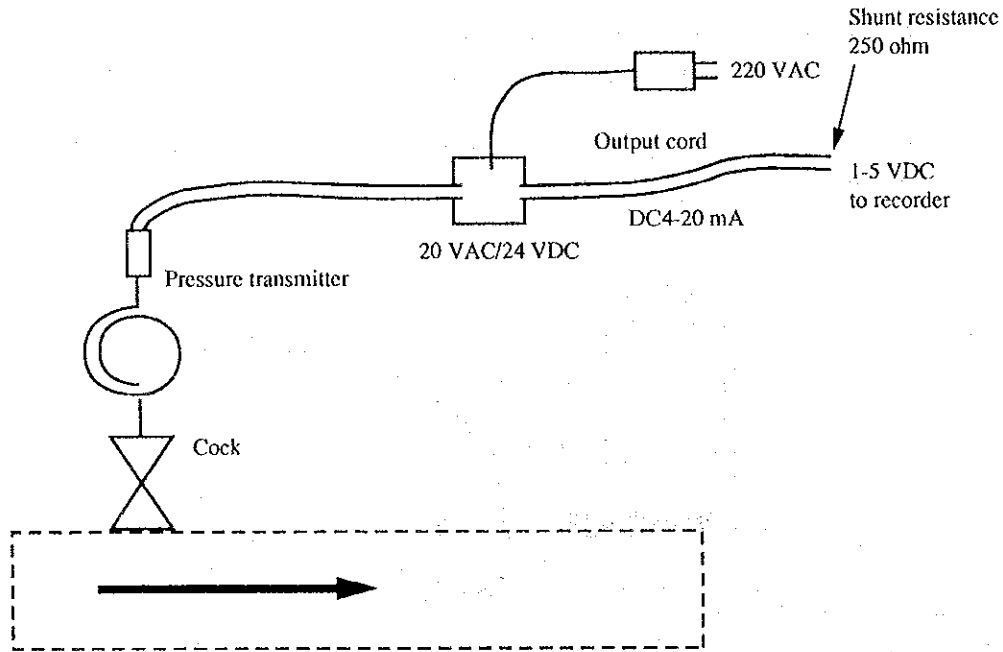 Shunt resistance
250 ohm
220 VAC
Output cord
1-5 VDC
to recorder
DC4-20 mA
20 VAC/24 VDC
Pressure transmitter
Cock